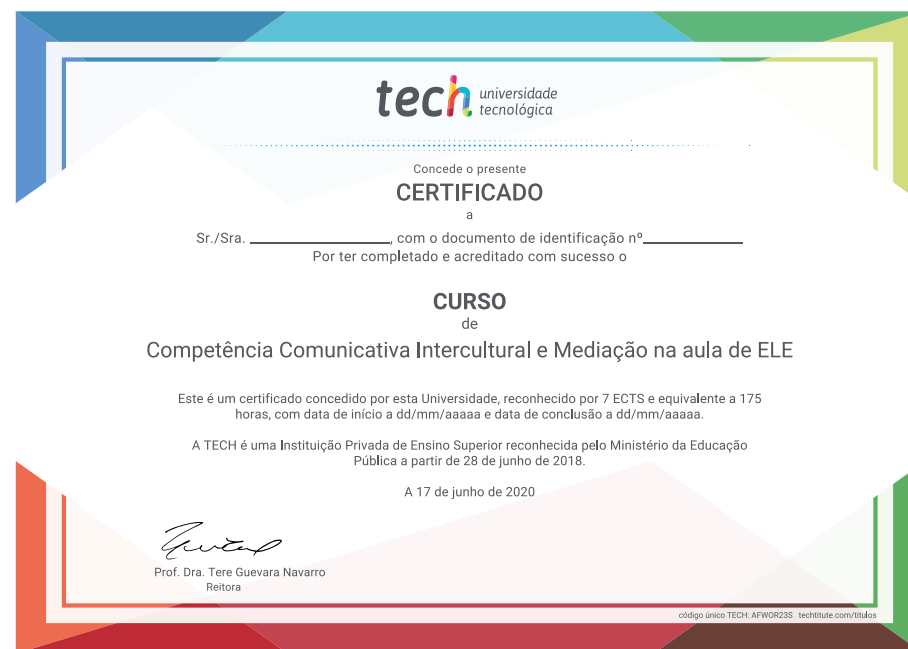 tech universidade
tecnológica
Concede o presente
CERTIFICADO
a
Sr./Sra. ____________________, com o documento de identificação nº______________
Por ter completado e acreditado com sucesso o
CURSO
de
Competência Comunicativa Intercultural e Mediação na aula de ELE
Este é um certificado concedido por esta Universidade, reconhecido por 7 ECTS e equivalente a 175
horas, com data de início a dd/mm/aaaaa e data de conclusão a dd/mm/aaaaa.
A TECH é uma Instituição Privada de Ensino Superior reconhecida pelo Ministério da Educação
Pública a partir de 28 de junho de 2018.
A 17 de junho de 2020
Prof. Dra. Tere Guevara Navarro
Reitora
código único TECH: AFWOR23S techtitute.com/titulos